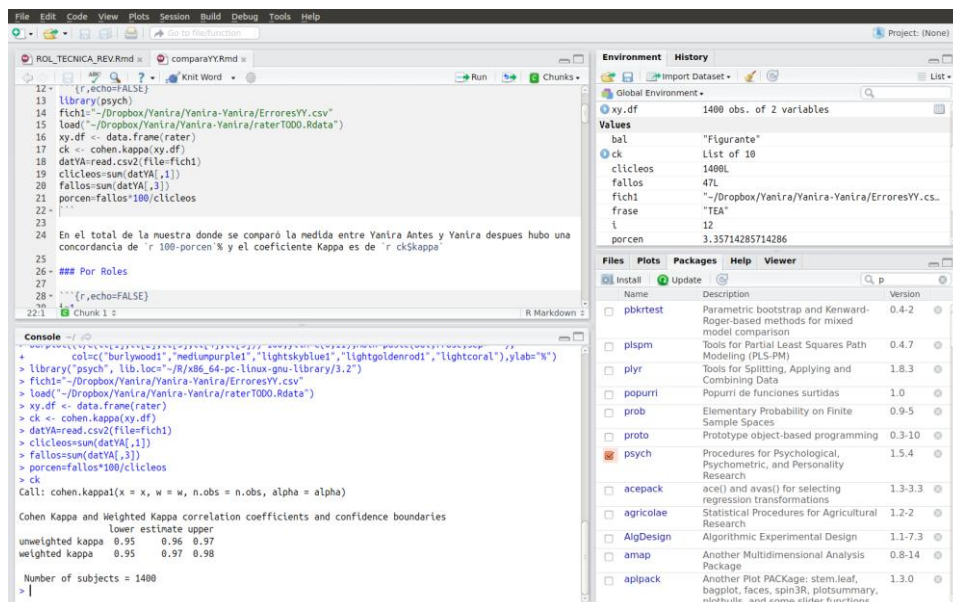 File Edit Code View Plots Session Build Debug Tools Help
Go to file/function
Project: (None)
ROL_TECNICA_REV.Rmd x comparaYY.Rmd x
ABC ? Knit Word Run Chunks
12 ```{r,echo=FALSE}
13 library(psych)
14 fich1="~/Dropbox/Yanira/Yanira-Yanira/ErroresYY.csv"
15 load("~/Dropbox/Yanira/Yanira-Yanira/raterTODO.Rdata")
16 xy.df <- data.frame(rater)
17 ck <- cohen.kappa(xy.df)
18 datYA=read.csv2(file=fich1)
19 clicleos=sum(datYA[,1])
20 fallos=sum(datYA[,3])
21 porcen=fallos*100/clicleos
22 ```
23
24 En el total de la muestra donde se comparó la medida entre Yanira Antes y Yanira despues hubo una
concordancia de `r 100-porcen`% y el coeficiente Kappa es de `r ck$kappa`
25
26 ### Por Roles
27
28 ```{r,echo=FALSE}
22:1 Chunk 1 R Markdown
Console ~/
+ col=c("burlywood1","mediumpurple1","lightskyblue1","lightgoldenrod1","lightcoral"),ylab="%")
> library("psych", lib.loc="~/R/x86_64-pc-linux-gnu-library/3.2")
> fich1="~/Dropbox/Yanira/Yanira-Yanira/ErroresYY.csv"
> load("~/Dropbox/Yanira/Yanira-Yanira/raterTODO.Rdata")
> xy.df <- data.frame(rater)
> ck <- cohen.kappa(xy.df)
> datYA=read.csv2(file=fich1)
> clicleos=sum(datYA[,1])
> fallos=sum(datYA[,3])
> porcen=fallos*100/clicleos
> ck
Call: cohen.kappa1(x = x, w = w, n.obs = n.obs, alpha = alpha)
Cohen Kappa and Weighted Kappa correlation coefficients and confidence boundaries
lower estimate upper
unweighted kappa 0.95 0.96 0.97
weighted kappa 0.95 0.97 0.98
Number of subjects = 1400
>
Environment History
Import Dataset List
Global Environment
xy.df 1400 obs. of 2 variables
Values
bal "Figurante"
ck List of 10
clicleos 1400L
fallos 47L
fich1 "~/Dropbox/Yanira/Yanira-Yanira/ErroresYY.cs…
frase "TEA"
i 12
porcen 3.35714285714286
Files Plots Packages Help Viewer
Install Update p
Name Description Version
pbkrtest Parametric bootstrap and Kenward-Roger-based methods for mixed model comparison 0.4-2
plspm Tools for Partial Least Squares Path Modeling (PLS-PM) 0.4.7
plyr Tools for Splitting, Applying and Combining Data 1.8.3
popurri Popurri de funciones surtidas 1.0
prob Elementary Probability on Finite Sample Spaces 0.9-5
proto Prototype object-based programming 0.3-10
psych Procedures for Psychological, Psychometric, and Personality Research 1.5.4
acepack ace() and avas() for selecting regression transformations 1.3-3.3
agricolae Statistical Procedures for Agricultural Research 1.2-2
AlgDesign Algorithmic Experimental Design 1.1-7.3
amap Another Multidimensional Analysis Package 0.8-14
aplpack Another Plot PACKage: stem.leaf, bagplot, faces, spin3R, plotsummary, plothulls, and some slider functions 1.3.0